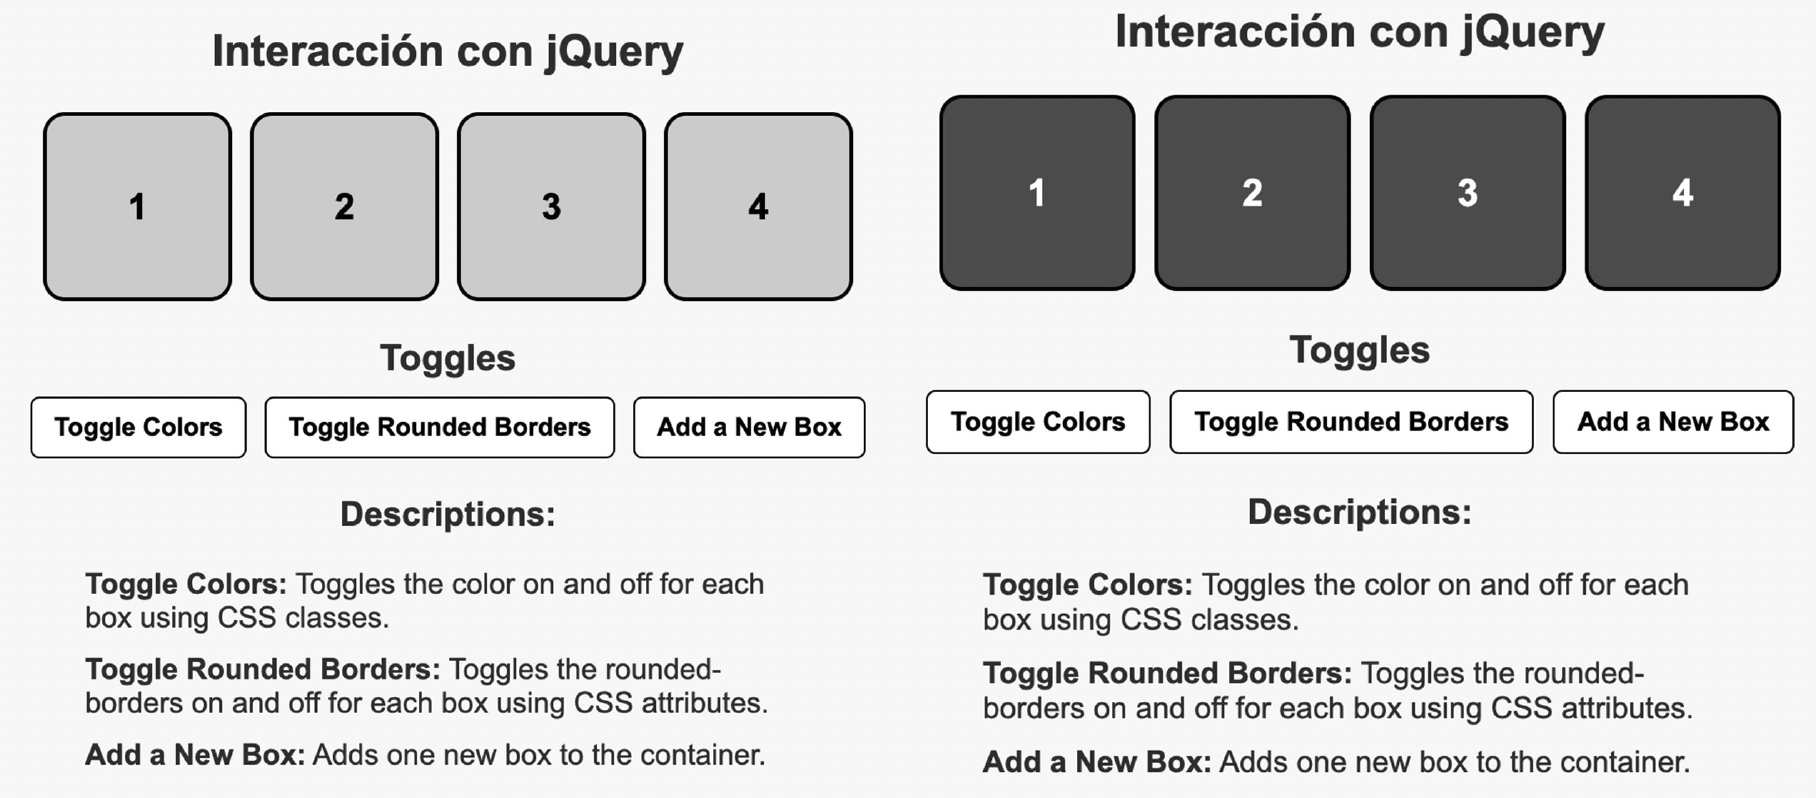 Interacción con jQuery
1 2 3 4
Toggles
Toggle Colors Toggle Rounded Borders Add a New Box
Descriptions:
Toggle Colors: Toggles the color on and off for each
box using CSS classes.
Toggle Rounded Borders: Toggles the rounded-
borders on and off for each box using CSS attributes.
Add a New Box: Adds one new box to the container.
Interacción con jQuery
1 2 3 4
Toggles
Toggle Colors Toggle Rounded Borders Add a New Box
Descriptions:
Toggle Colors: Toggles the color on and off for each
box using CSS classes.
Toggle Rounded Borders: Toggles the rounded-
borders on and off for each box using CSS attributes.
Add a New Box: Adds one new box to the container.